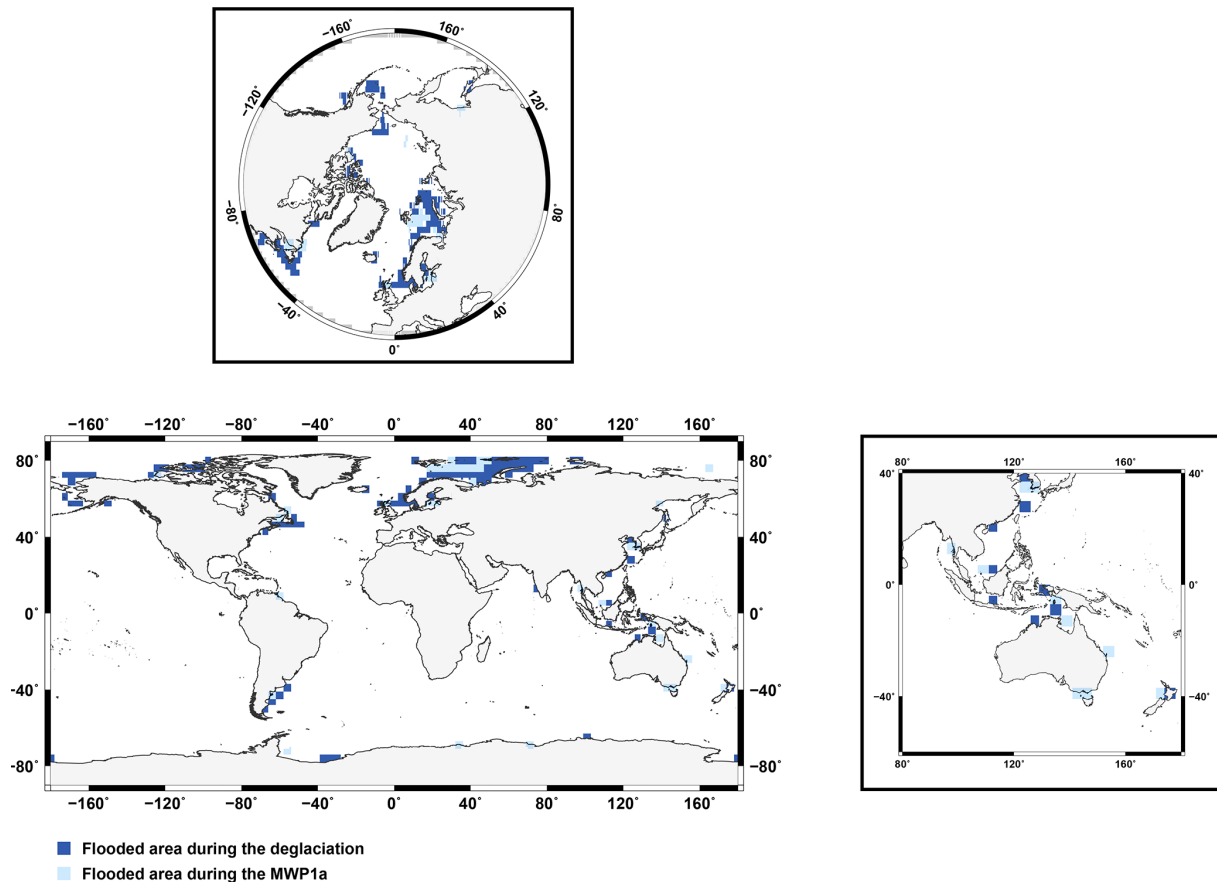 −160˚ 160˚
−120˚ 120˚
−80˚ 80˚
−40˚ 40˚
0˚
−160˚ −120˚ −80˚ −40˚ 0˚ 40˚ 80˚ 120˚ 160˚
80˚ 80˚
40˚ 40˚
0˚ 0˚
-40˚ −40˚
-80˚ −80˚
−160˚ −120˚ −80˚ −40˚ 0˚ 40˚ 80˚ 120˚ 160˚
80˚ 120˚ 160˚
40˚ 40˚
0˚ 0˚
−40˚ −40˚
80˚ 120˚ 160˚
Flooded area during the deglaciation
Flooded area during the MWP1a